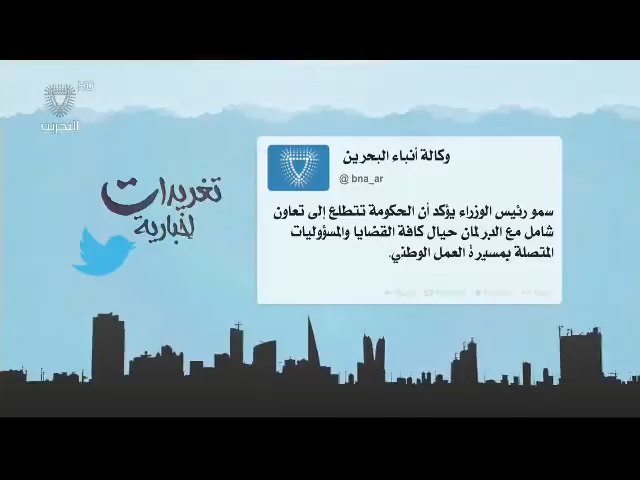 HD
البحرين
تغريدات
إخبارية
وكالة أنباء البحرين
@bna_ar
سمو رئيس الوزراء يؤكد أن الحكومة تتطلع إلى تعاون
شامل مع البرلمان حيال كافة القضايا والمسؤوليات
المتصلة بمسيرة العمل الوطني.